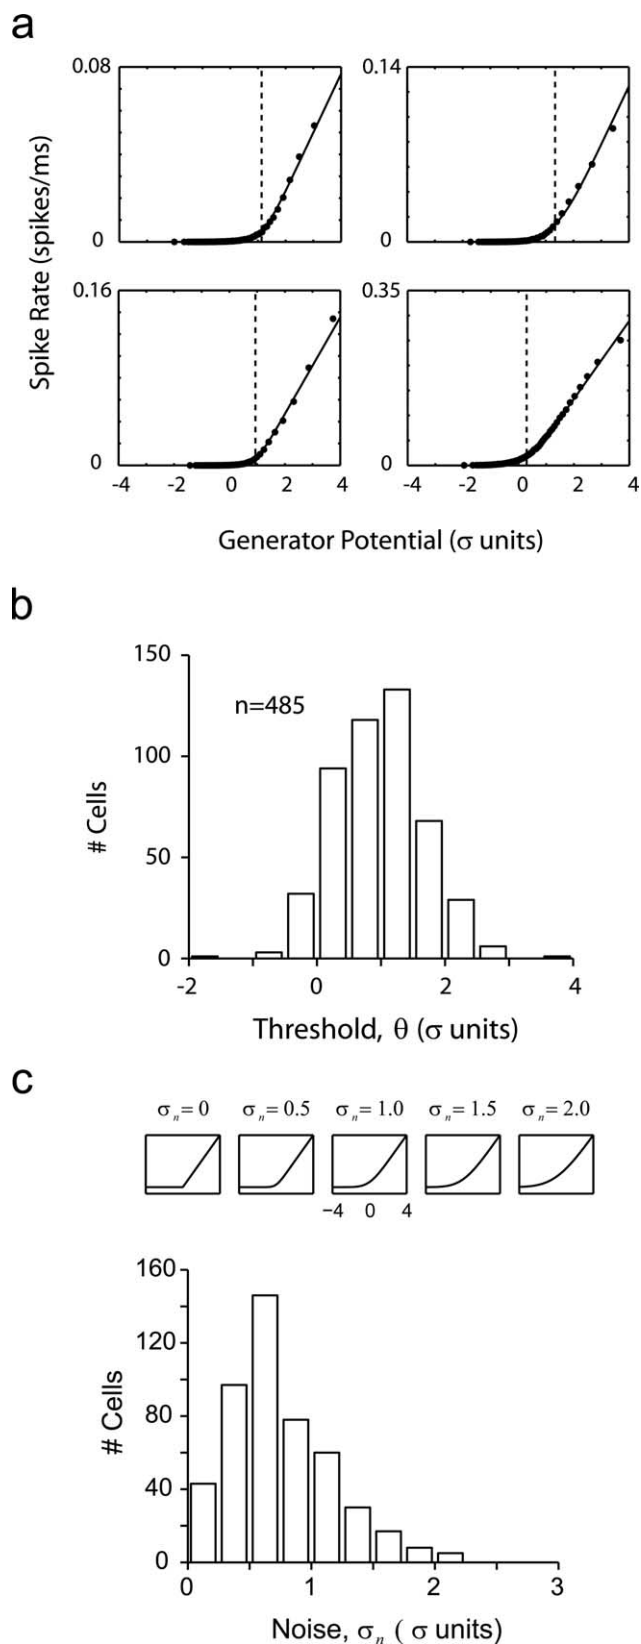 a
0.08
0.14
0
0
0.16
0.35
0
0
-4 -2 0 2 4
-4 -2 0 2 4
Spike Rate (spikes/ms)
Generator Potential (σ units)
b
150
100
50
0
n=485
# Cells
-2 0 2 4
Threshold, θ (σ units)
c
σn = 0 σn = 0.5 σn = 1.0 σn = 1.5 σn = 2.0
−4 0 4
160
120
80
40
0
# Cells
0 1 2 3
Noise, σn ( σ units)